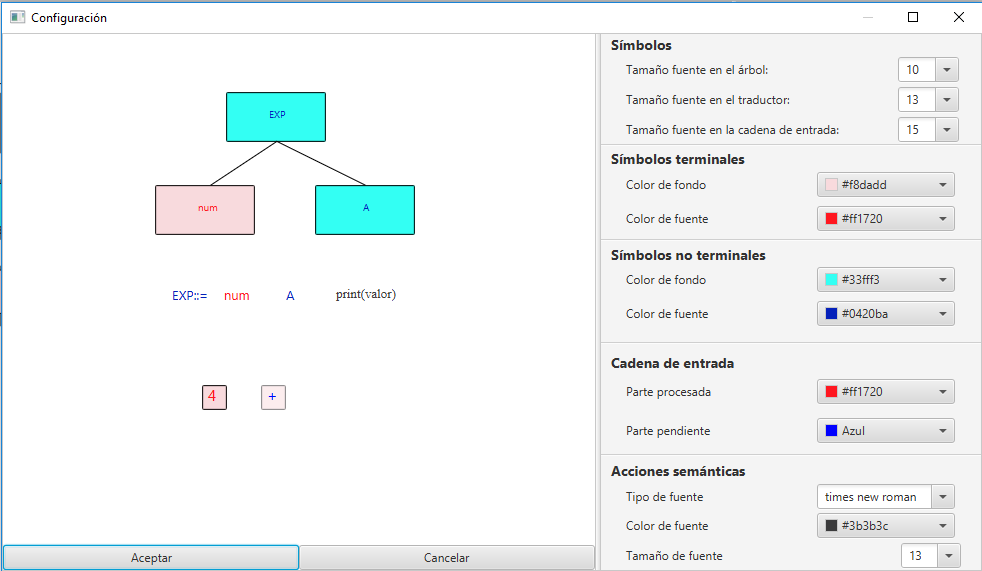 Configuración
EXP
num
A
EXP::= num A print(valor)
4 +
Aceptar
Cancelar
Símbolos
Tamaño fuente en el árbol: 10
Tamaño fuente en el traductor: 13
Tamaño fuente en la cadena de entrada: 15
Símbolos terminales
Color de fondo #f8dadd
Color de fuente #ff1720
Símbolos no terminales
Color de fondo #33fff3
Color de fuente #0420ba
Cadena de entrada
Parte procesada #ff1720
Parte pendiente Azul
Acciones semánticas
Tipo de fuente times new roman
Color de fuente #3b3b3c
Tamaño de fuente 13